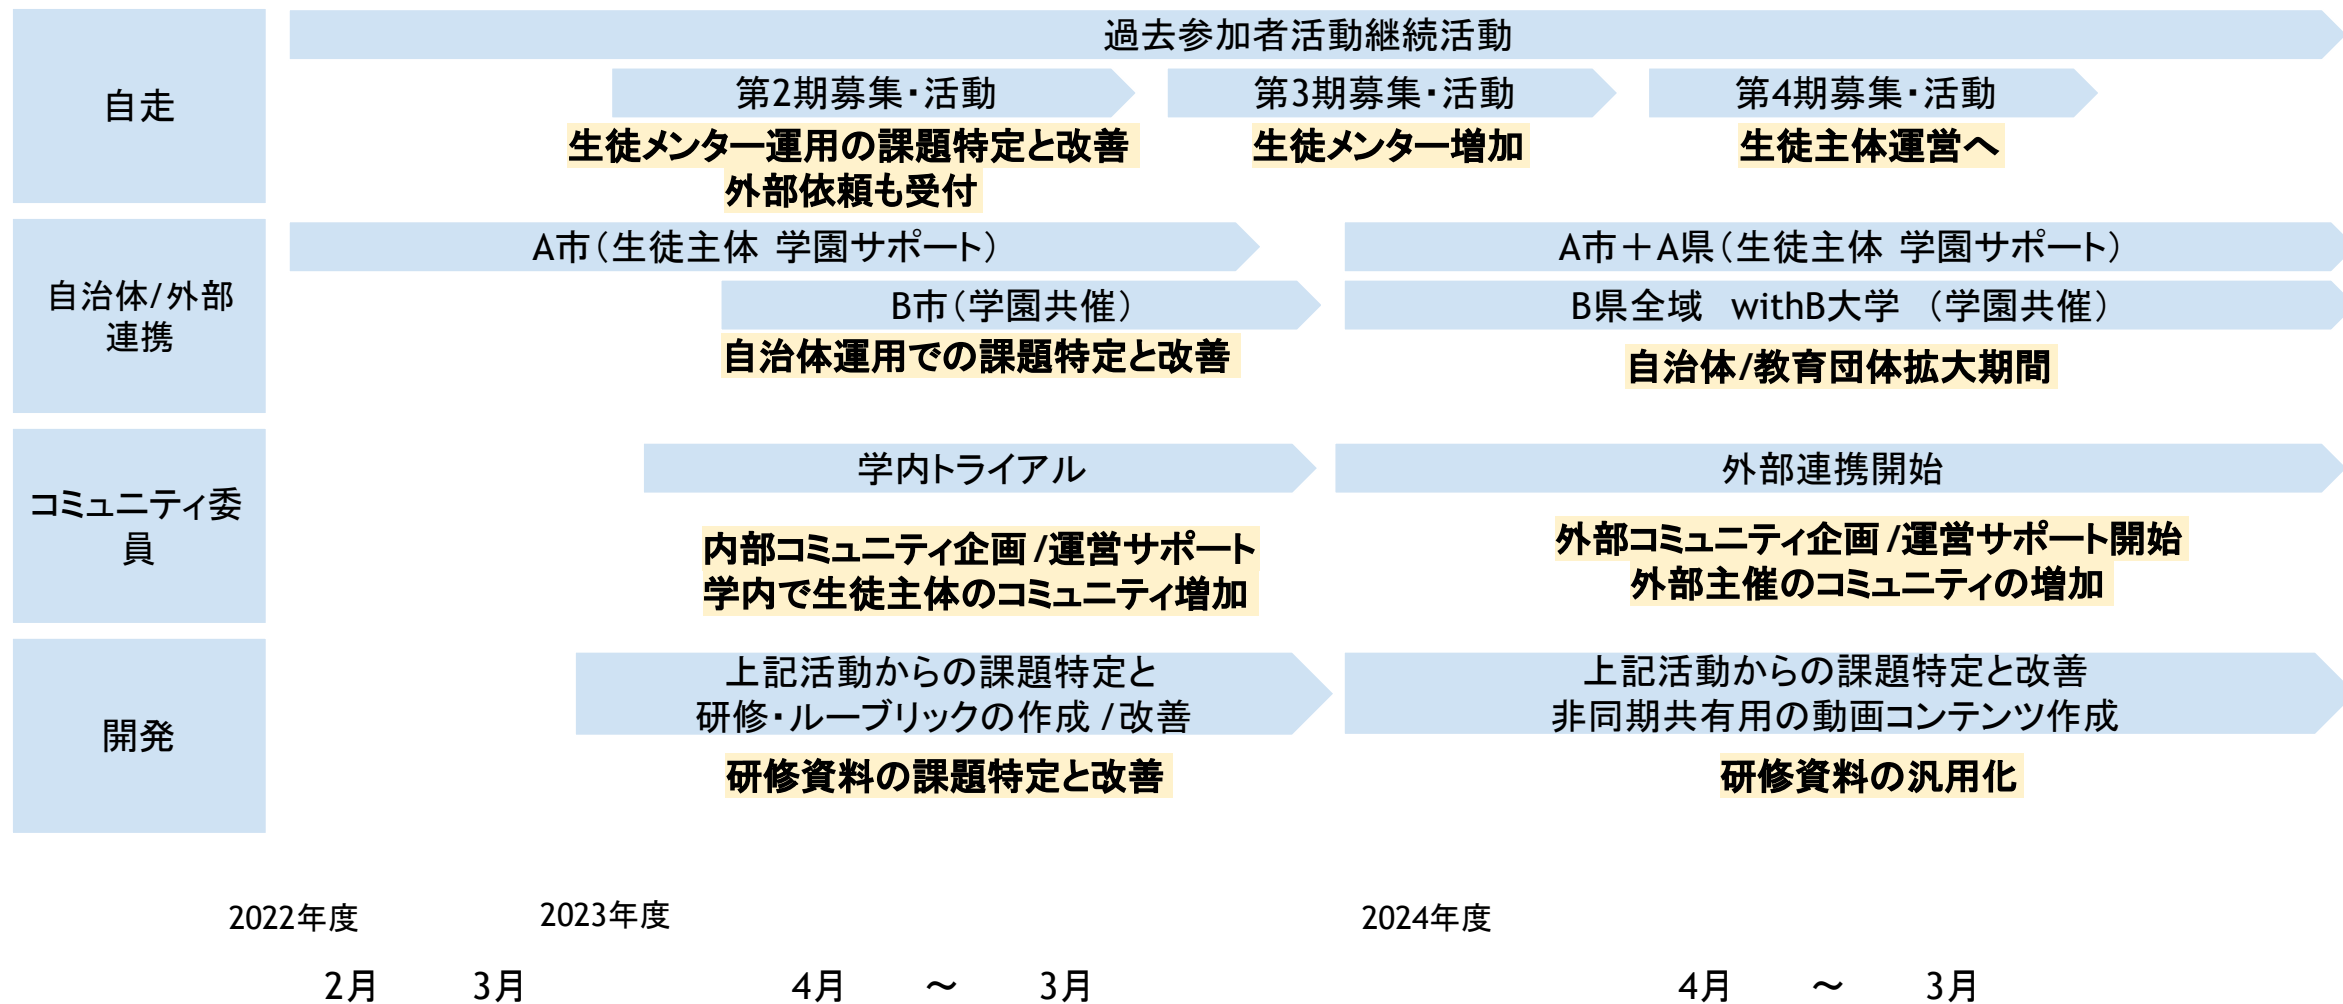 自走
過去参加者活動継続活動
第2期募集・活動
第3期募集・活動
第4期募集・活動
生徒メンター運用の課題特定と改善
外部依頼も受付
生徒メンター増加
生徒主体運営へ
自治体/外部
連携
A市(生徒主体 学園サポート)
A市+A県(生徒主体 学園サポート)
B市(学園共催)
B県全域 withB大学 (学園共催)
自治体運用での課題特定と改善
自治体/教育団体拡大期間
コミュニティ委
員
学内トライアル
外部連携開始
内部コミュニティ企画/運営サポート
学内で生徒主体のコミュニティ増加
外部コミュニティ企画/運営サポート開始
外部主催のコミュニティの増加
開発
上記活動からの課題特定と
研修・ルーブリックの作成/改善
上記活動からの課題特定と改善
非同期共有用の動画コンテンツ作成
研修資料の課題特定と改善
研修資料の汎用化
2022年度
2023年度
2024年度
2月 3月 4月 ~ 3月 4月 ~ 3月